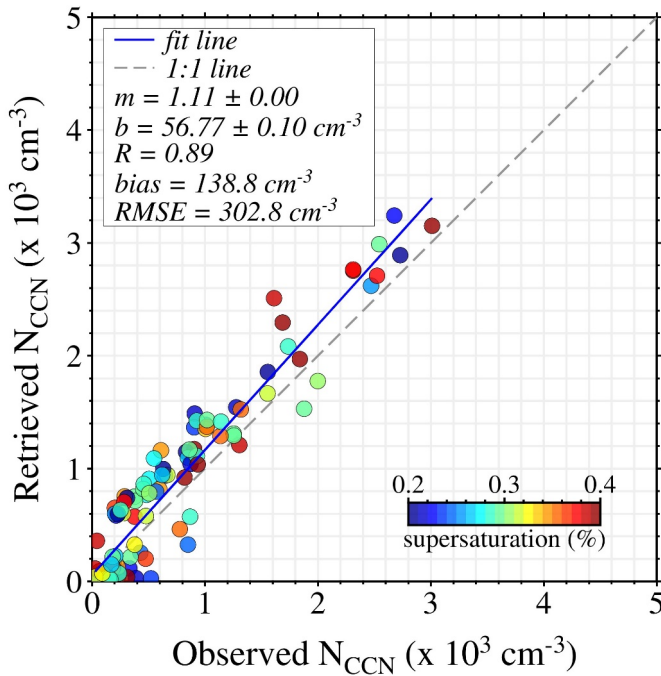 5
fit line
1:1 line
m = 1.11 ± 0.00
b = 56.77 ± 0.10 cm⁻³
R = 0.89
bias = 138.8 cm⁻³
RMSE = 302.8 cm⁻³
4
3
2
1
0
Retrieved N_CCN (x 10³ cm⁻³)
0.2 0.3 0.4
supersaturation (%)
0 1 2 3 4 5
Observed N_CCN (x 10³ cm⁻³)